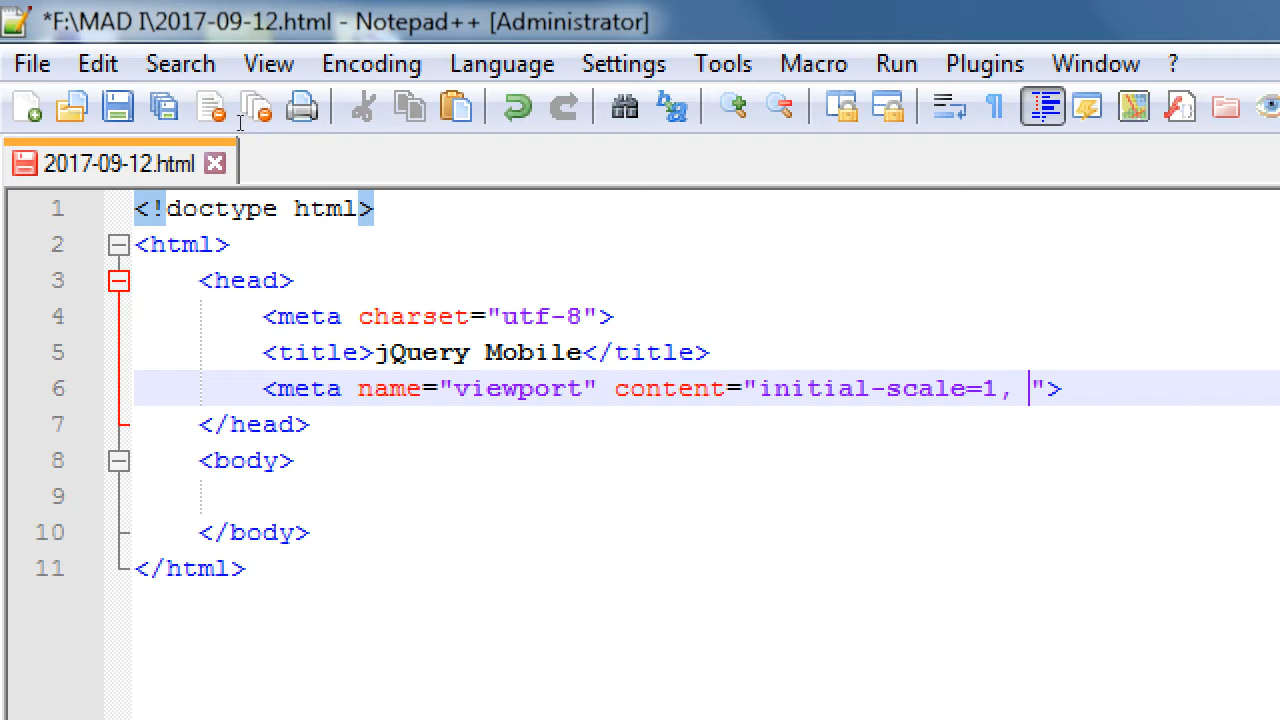 *F:\MAD I\2017-09-12.html - Notepad++ [Administrator]
File Edit Search View Encoding Language Settings Tools Macro Run Plugins Window ?
2017-09-12.html
1 <!doctype html>
2 <html>
3 <head>
4 <meta charset="utf-8">
5 <title>jQuery Mobile</title>
6 <meta name="viewport" content="initial-scale=1, ">
7 </head>
8 <body>
9
10 </body>
11 </html>